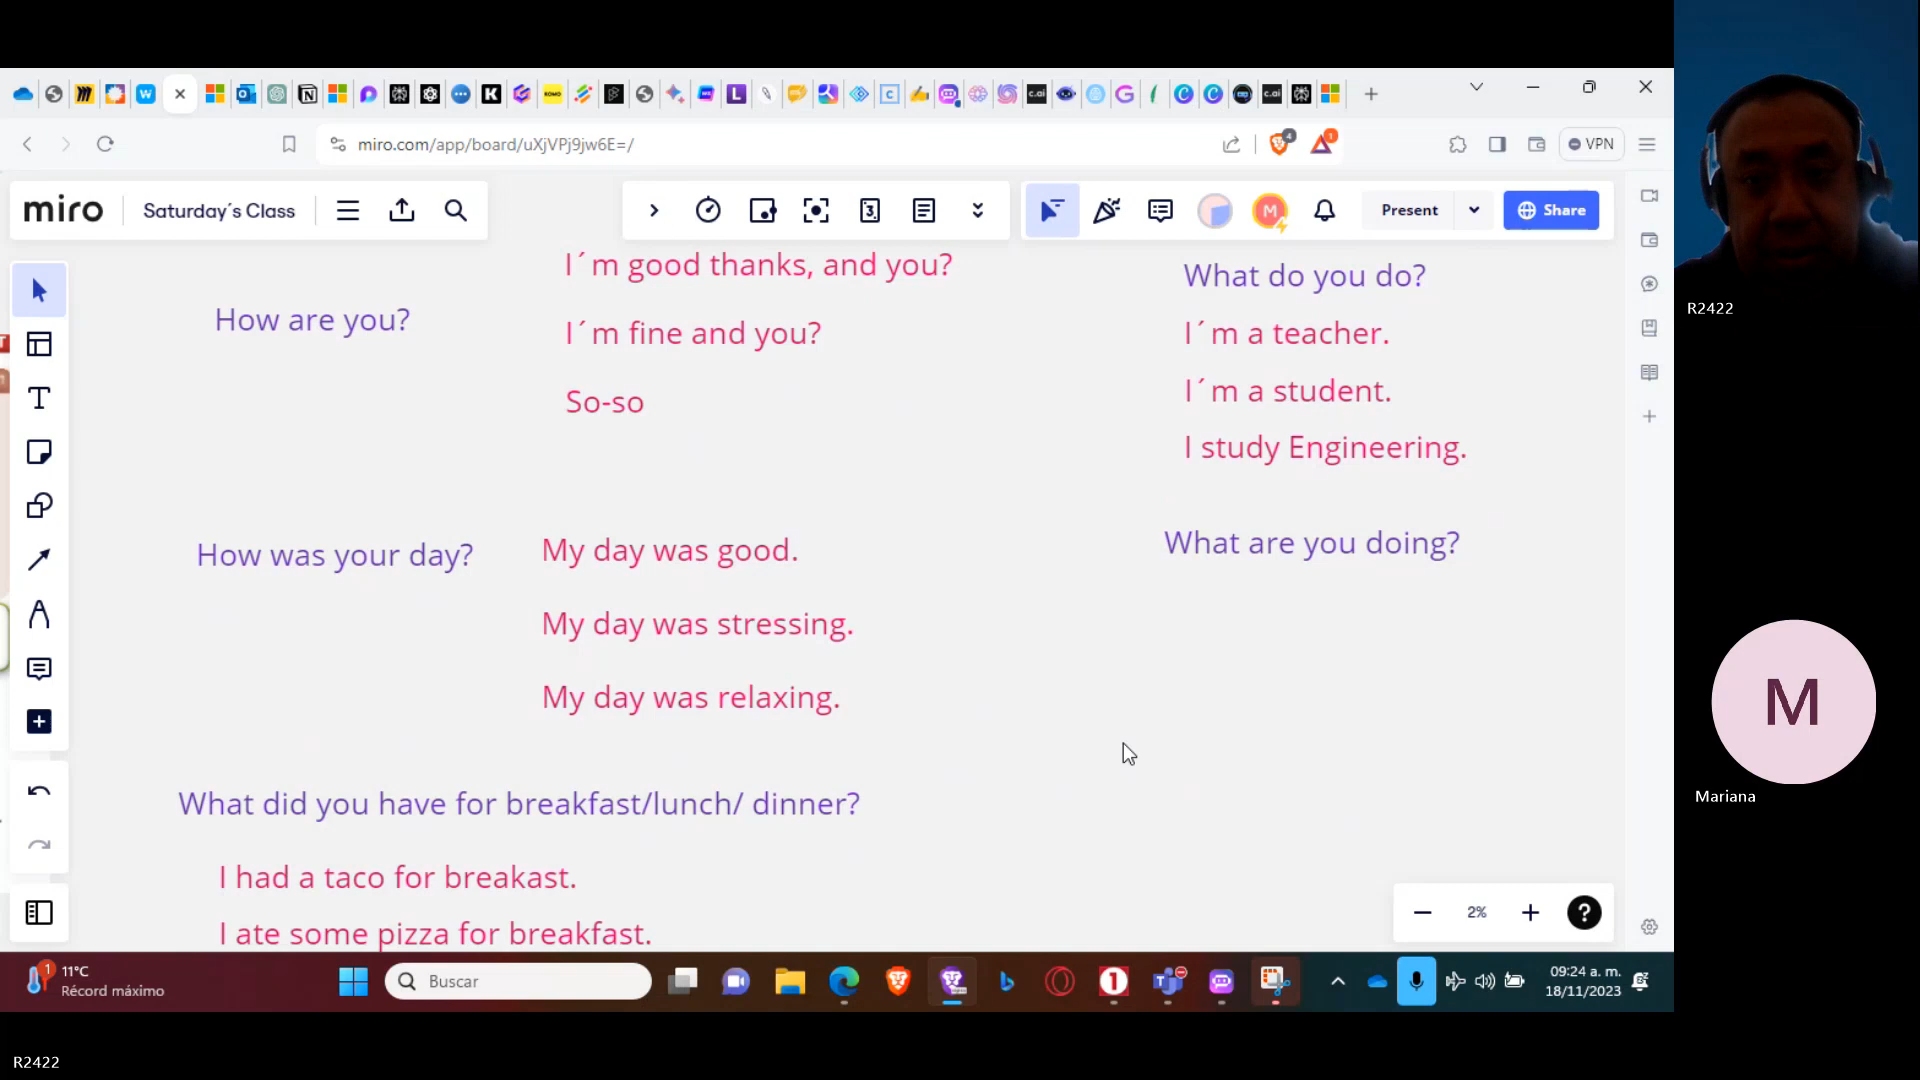 miro.com/app/board/uXjVPj9jw6E=/
VPN
miro
Saturday´s Class
Present
Share
I´m good thanks, and you?
How are you?
I´m fine and you?
So-so
What do you do?
I´m a teacher.
I´m a student.
I study Engineering.
How was your day?
My day was good.
My day was stressing.
My day was relaxing.
What are you doing?
What did you have for breakfast/lunch/ dinner?
I had a taco for breakast.
I ate some pizza for breakfast.
2%
11°C
Récord máximo
Buscar
09:24 a. m.
18/11/2023
R2422
M
Mariana
R2422